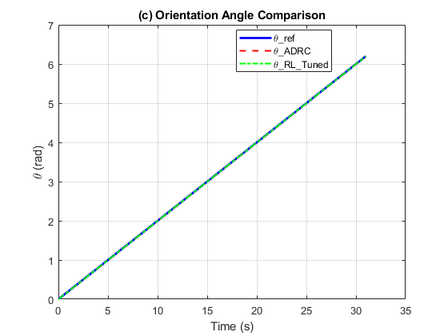 (c) Orientation Angle Comparison
7
6
5
4
3
2
1
0
θ (rad)
θ_ref
θ_ADRC
θ_RL_Tuned
0 5 10 15 20 25 30 35
Time (s)